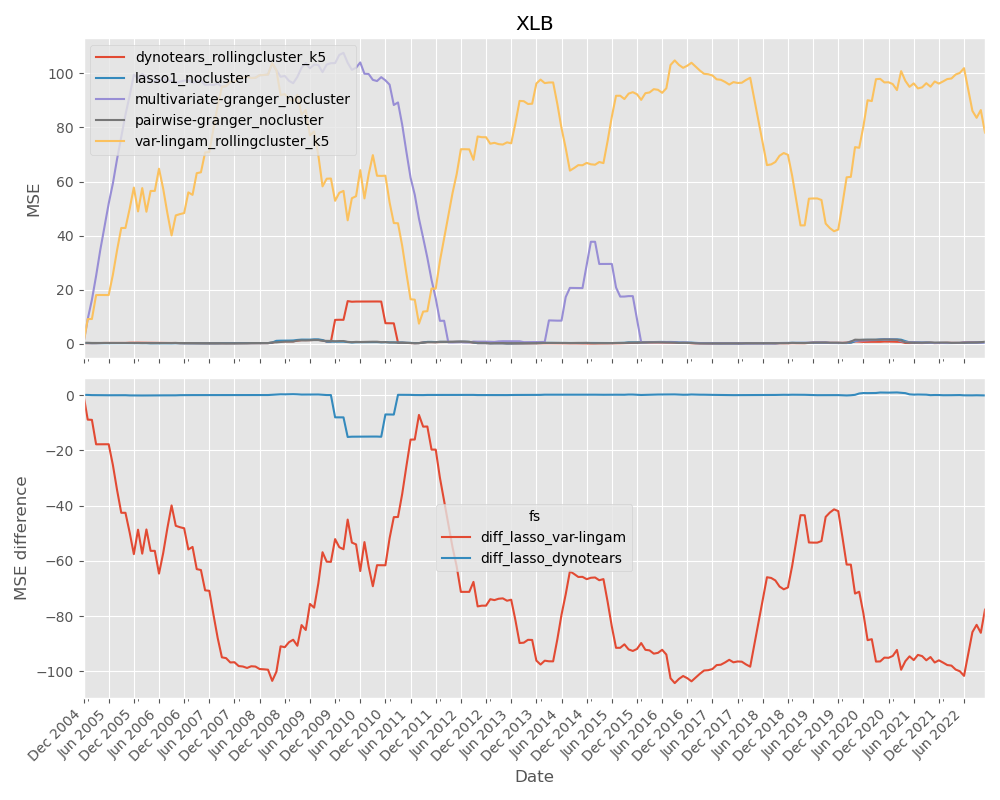 XLB
dynotears_rollingcluster_k5
lasso1_nocluster
multivariate-granger_nocluster
pairwise-granger_nocluster
var-lingam_rollingcluster_k5
100
80
60
40
20
0
MSE
0
−20
−40
−60
−80
−100
MSE difference
fs
diff_lasso_var-lingam
diff_lasso_dynotears
Dec 2004
Jun 2005
Dec 2005
Jun 2006
Dec 2006
Jun 2007
Dec 2007
Jun 2008
Dec 2008
Jun 2009
Dec 2009
Jun 2010
Dec 2010
Jun 2011
Dec 2011
Jun 2012
Dec 2012
Jun 2013
Dec 2013
Jun 2014
Dec 2014
Jun 2015
Dec 2015
Jun 2016
Dec 2016
Jun 2017
Dec 2017
Jun 2018
Dec 2018
Jun 2019
Dec 2019
Jun 2020
Dec 2020
Jun 2021
Dec 2021
Jun 2022
Date